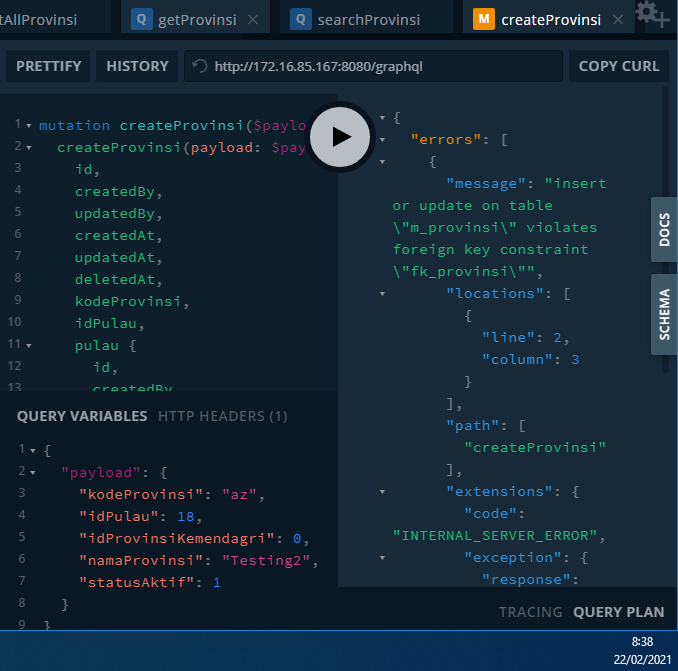 tAllProvinsi
Q getProvinsi
Q searchProvinsi
M createProvinsi
PRETTIFY
HISTORY
http://172.16.85.167:8080/graphql
COPY CURL
1 mutation createProvinsi($paylo
2 createProvinsi(payload: $pay
3 id,
4 createdBy,
5 updatedBy,
6 createdAt,
7 updatedAt,
8 deletedAt,
9 kodeProvinsi,
10 idPulau,
11 pulau {
12 id,
13 createdBy
QUERY VARIABLES HTTP HEADERS (1)
1 {
2 "payload": {
3 "kodeProvinsi": "az",
4 "idPulau": 18,
5 "idProvinsiKemendagri": 0,
6 "namaProvinsi": "Testing2",
7 "statusAktif": 1
8 }
9 }
{
"errors": [
{
"message": "insert
or update on table
\"m_provinsi\" violates
foreign key constraint
\"fk_provinsi\"",
"locations": [
{
"line": 2,
"column": 3
}
],
"path": [
"createProvinsi"
],
"extensions": {
"code":
"INTERNAL_SERVER_ERROR",
"exception": {
"response":
DOCS
SCHEMA
TRACING QUERY PLAN
8:38
22/02/2021